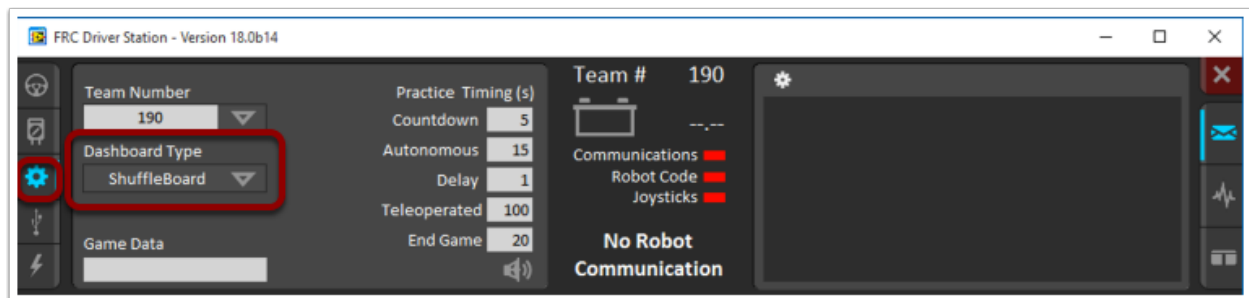 FRC Driver Station - Version 18.0b14
Team Number
190
Dashboard Type
ShuffleBoard
Game Data
Practice Timing (s)
Countdown 5
Autonomous 15
Delay 1
Teleoperated 100
End Game 20
Team # 190
--.--
Communications
Robot Code
Joysticks
No Robot
Communication